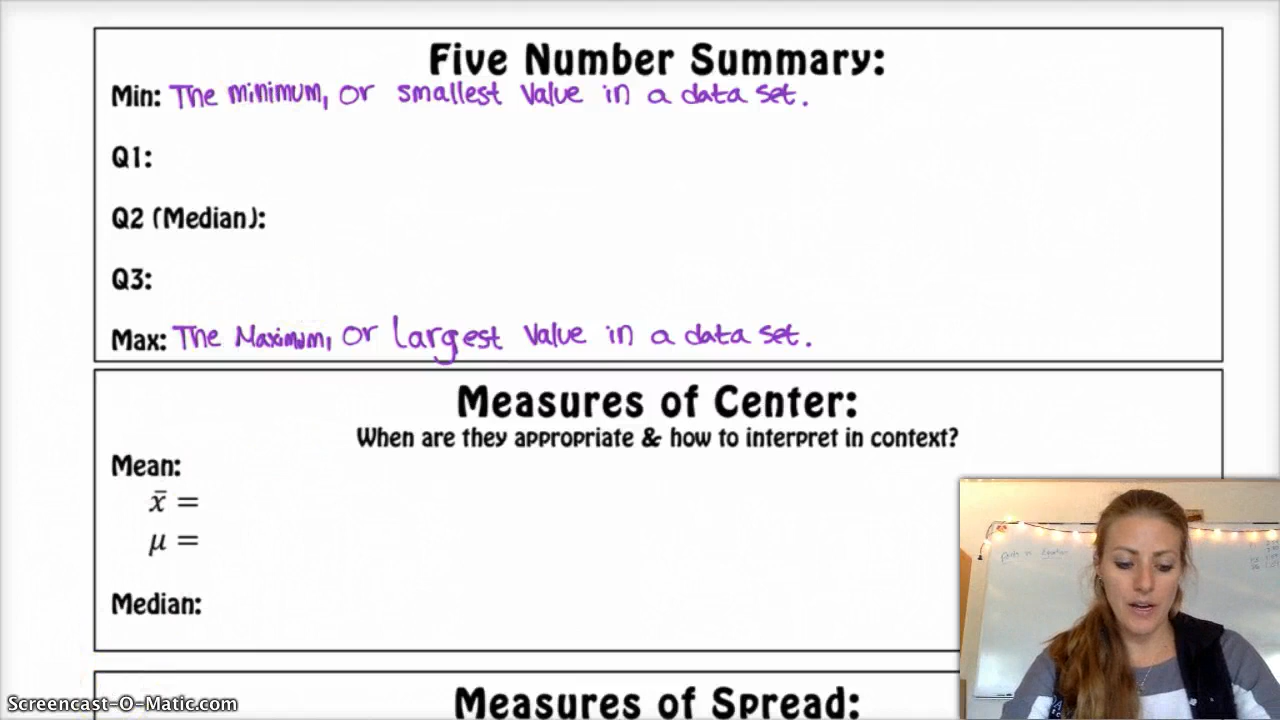 Five Number Summary:
Min: The minimum, or smallest value in a data set.
Q1:
Q2 (Median):
Q3:
Max: The Maximum, or largest value in a data set.
Measures of Center:
When are they appropriate & how to interpret in context?
Mean:
x̄ =
μ =
Median:
Measures of Spread:
Screencast-O-Matic.com